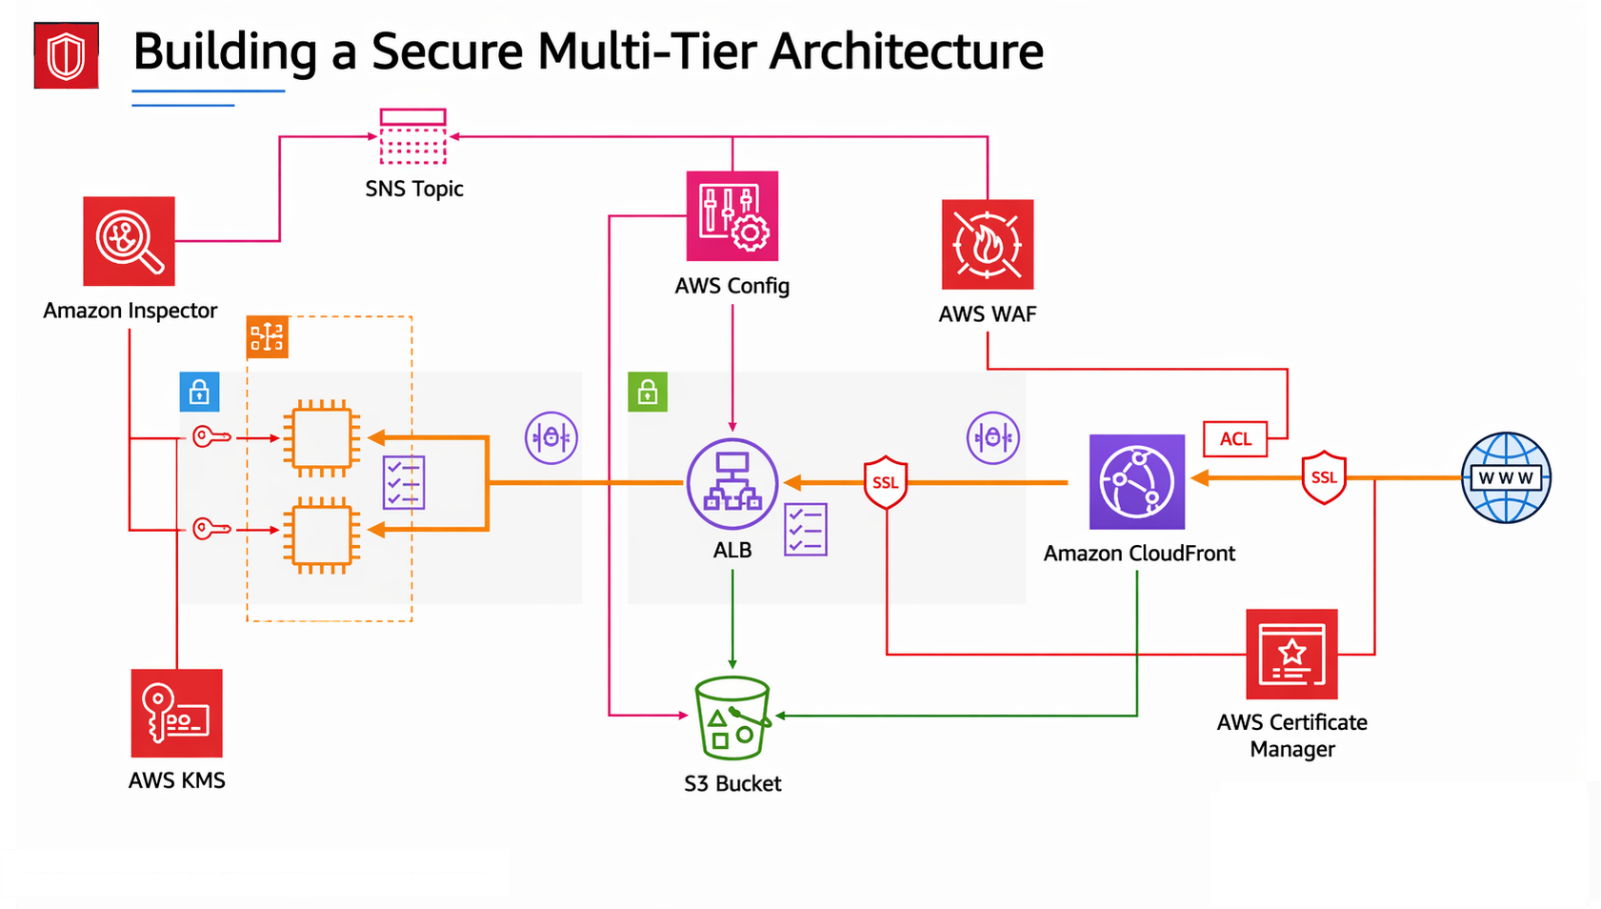 Building a Secure Multi-Tier Architecture
SNS Topic
Amazon Inspector
AWS Config
AWS WAF
ACL
SSL
SSL
WWW
ALB
Amazon CloudFront
AWS Certificate
Manager
S3 Bucket
AWS KMS